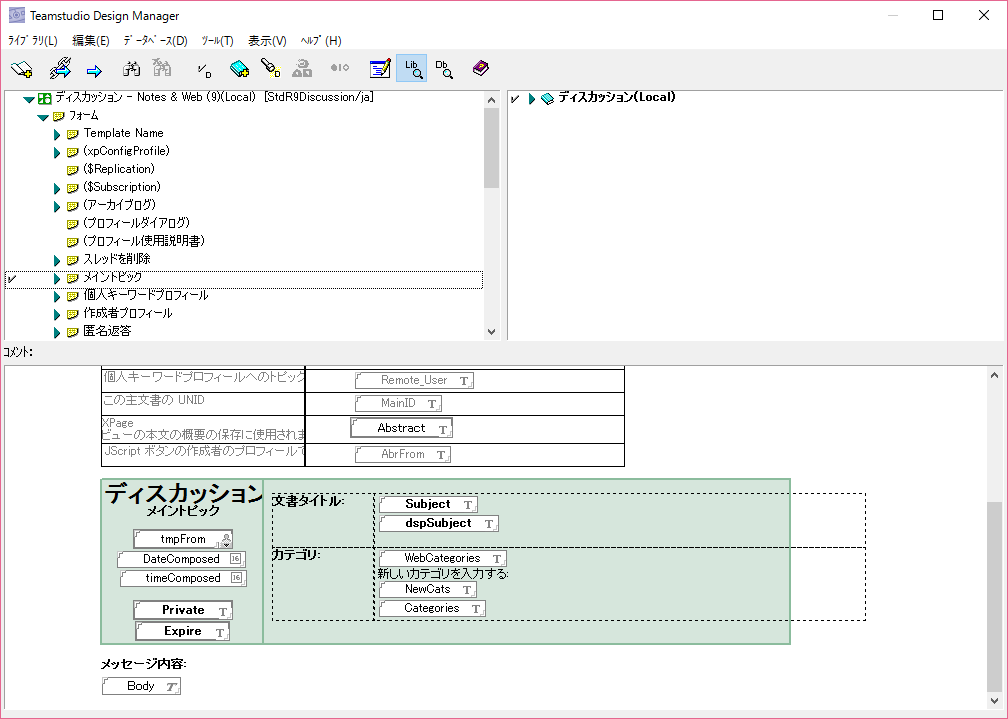 Teamstudio Design Manager
ﾗｲﾌﾞﾗﾘ(L) 編集(E) ﾃﾞｰﾀﾍﾞｰｽ(D) ﾂｰﾙ(T) 表示(V) ﾍﾙﾌﾟ(H)
Lib Db
ディスカッション - Notes & Web (9)(Local) [StdR9Discussion/ja]
フォーム
Template Name
(xpConfigProfile)
($Replication)
($Subscription)
(アーカイブログ)
(プロフィールダイアログ)
(プロフィール使用説明書)
スレッドを削除
メイントピック
個人キーワードプロフィール
作成者プロフィール
匿名返答
ディスカッション(Local)
ｺﾒﾝﾄ:
個人キーワードプロフィールへのトピック Remote_User T
この主文書の UNID MainID T
XPage
ビューの本文の概要の保存に使用されま Abstract T
JScript ボタンの作成者のプロフィールで AbrFrom T
ディスカッション
メイントピック
tmpFrom
DateComposed 16
timeComposed 16
Private T
Expire T
文書タイトル: Subject T
dspSubject T
カテゴリ: WebCategories T
新しいカテゴリを入力する:
NewCats T
Categories T
メッセージ内容:
Body T